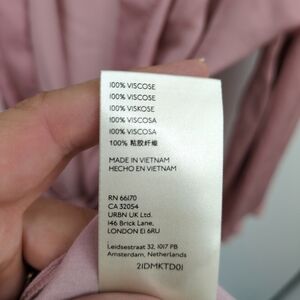 100% VISCOSE
100% VISCOSE
100% VISKOSE
100% VISCOSA
100% VISCOSA
100% 粘胶纤维
MADE IN VIETNAM
HECHO EN VIETNAM
RN 66170
CA 32054
URBN UK Ltd.
146 Brick Lane,
LONDON E1 6RU
Leidsestraat 32, 1017 PB
Amsterdam, Netherlands
21DMKTD01